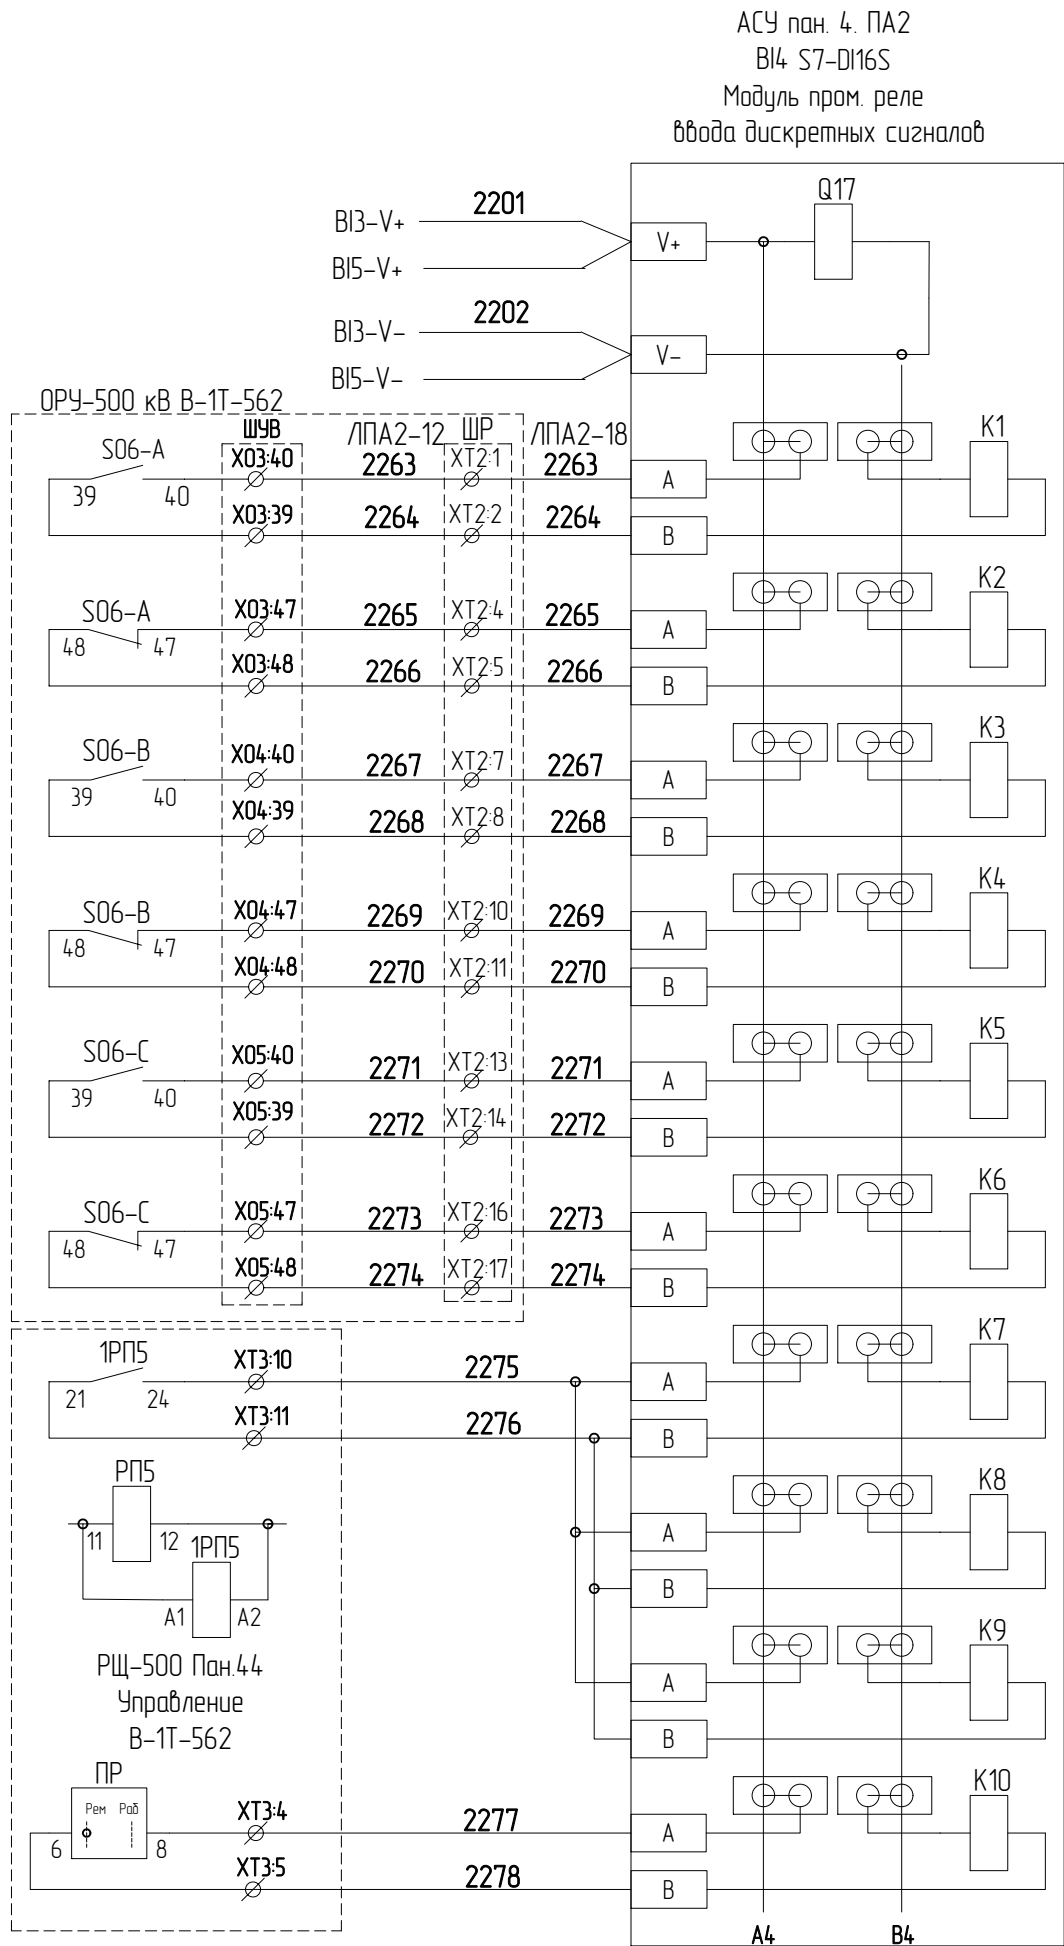 АСУ пан. 4. ПА2
BI4 S7-DI16S
Модуль пром. реле
ввода дискретных сигналов
Q17
2201
BI3-V+
V+
BI5-V+
2202
BI3-V-
V-
BI5-V-
ОРУ-500 кВ В-1Т-562
ШУВ ЛПА2-12 ШР ЛПА2-18 K1
S06-A X03:40 2263 XT2:1 2263 A
39 40
X03:39 2264 XT2:2 2264 B
K2
S06-A X03:47 2265 XT2:4 2265 A
48 47
X03:48 2266 XT2:5 2266 B
K3
S06-B X04:40 2267 XT2:7 2267 A
39 40
X04:39 2268 XT2:8 2268 B
K4
S06-B X04:47 2269 XT2:10 2269 A
48 47
X04:48 2270 XT2:11 2270 B
K5
S06-C X05:40 2271 XT2:13 2271 A
39 40
X05:39 2272 XT2:14 2272 B
K6
S06-C X05:47 2273 XT2:16 2273 A
48 47
X05:48 2274 XT2:17 2274 B
K7
1РП5 XT3:10 2275 A
21 24
XT3:11 2276 B
РП5 K8
11 12 A
1РП5
A1 A2 B
K9
РЩ-500 Пан.44
Управление
В-1Т-562
A
B
ПР K10
Рем Раб XT3:4 2277 A
6 8
XT3:5 2278 B
A4 B4